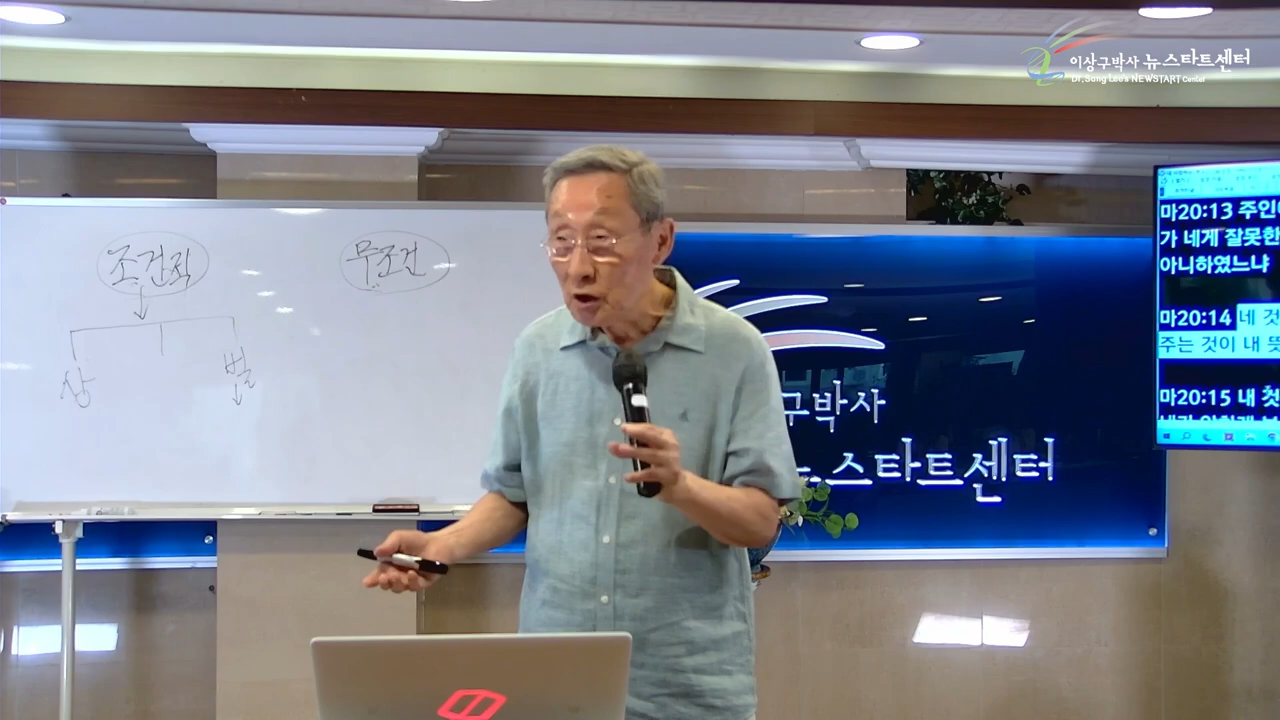 이상구박사 뉴스타트센터
Dr. Sang Lee's NEWSTART Center
조건적
무조건
상
벌
구박사
뉴스타트센터
마20:13 주인이
가 네게 잘못한
아니하였느냐
마20:14 네 것
주는 것이 내 뜻
마20:15 내 것